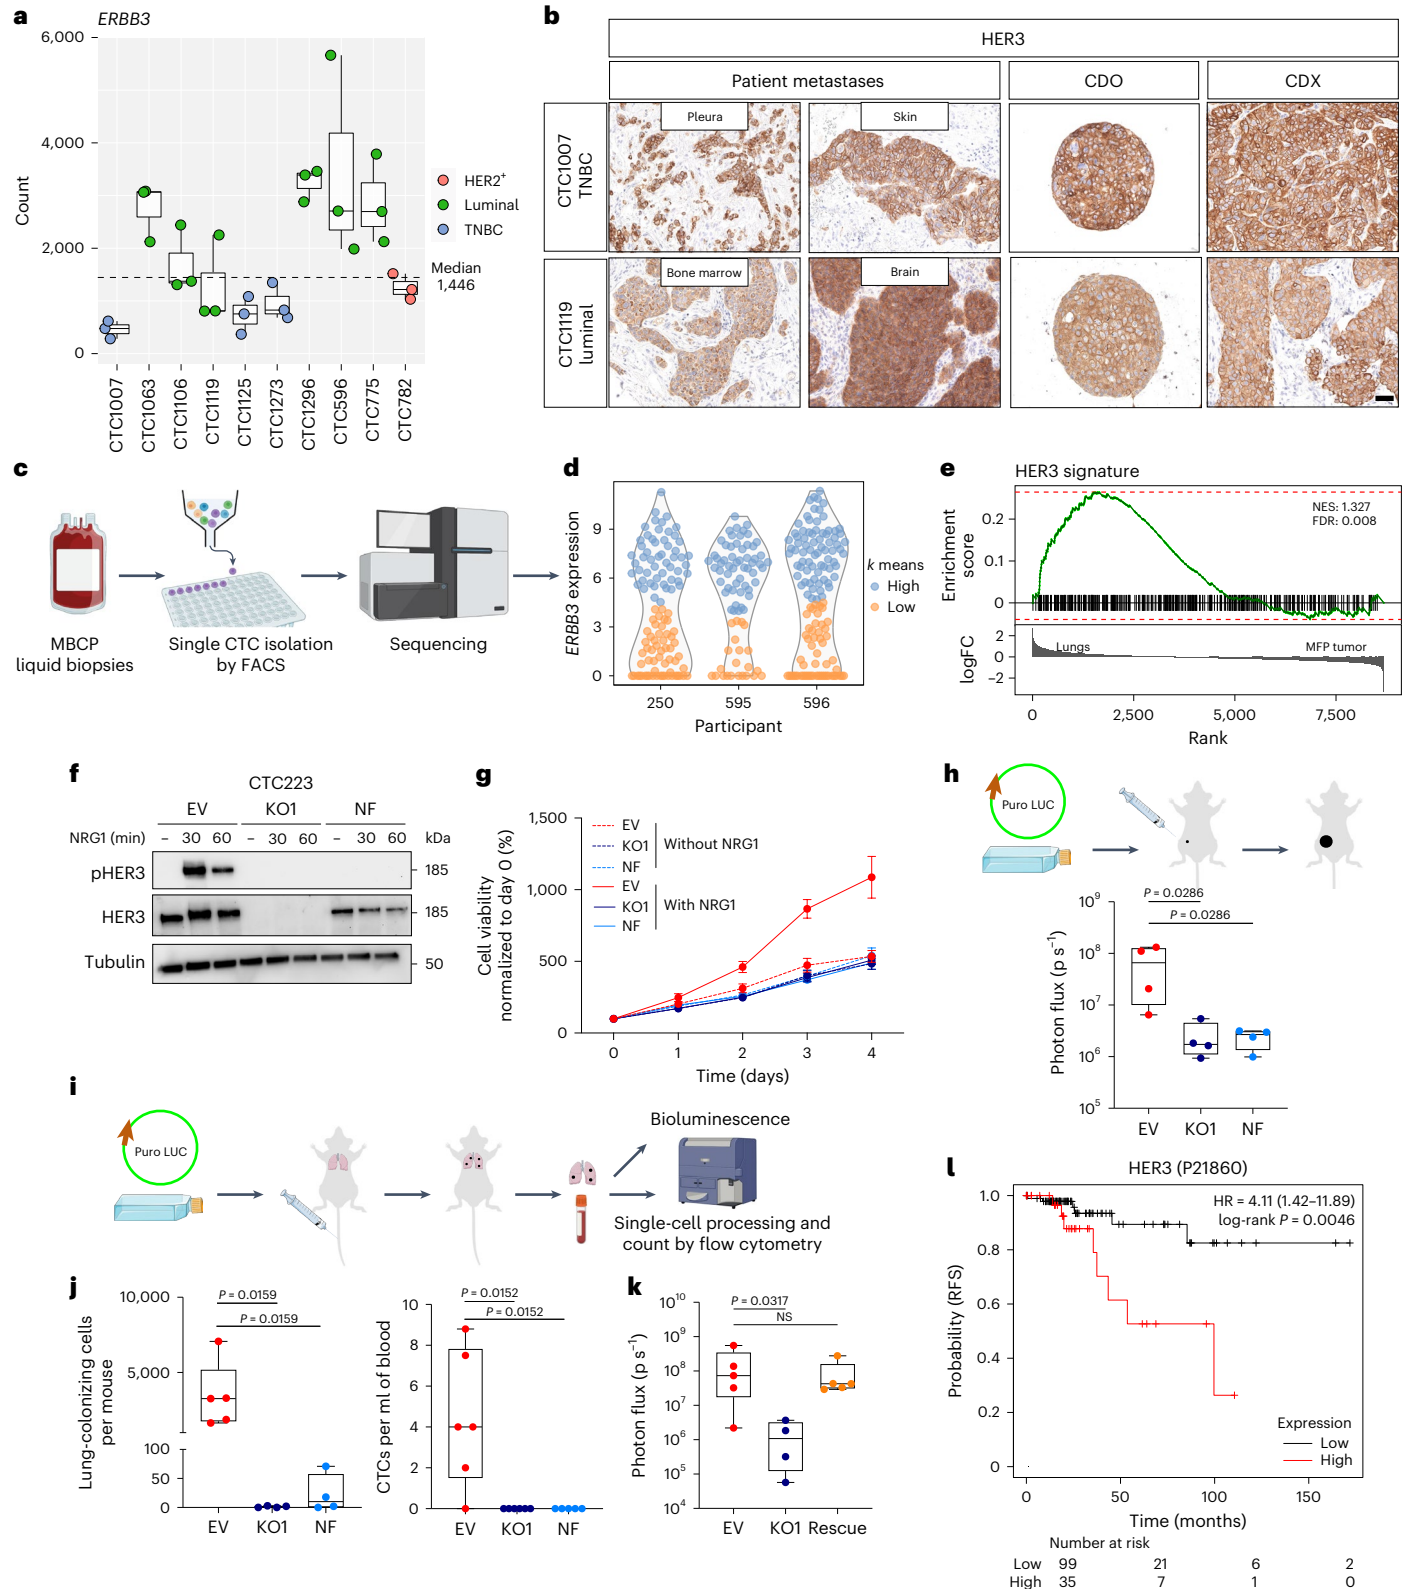 a
ERBB3
6,000
4,000
2,000
0
Count
HER2+
Luminal
TNBC
Median
1,446
CTC1007
CTC1063
CTC1106
CTC1119
CTC1125
CTC1273
CTC1296
CTC596
CTC775
CTC782
b
HER3
Patient metastases
CDO
CDX
CTC1007
TNBC
Pleura
Skin
CTC1119
luminal
Bone marrow
Brain
c
MBCP
liquid biopsies
Single CTC isolation
by FACS
Sequencing
d
ERBB3 expression
9
6
3
0
250
595
596
Participant
k means
High
Low
e
HER3 signature
NES: 1.327
FDR: 0.008
Enrichment
score
0.2
0.1
0
logFC
2
0
−2
Lungs
MFP tumor
0
2,500
5,000
7,500
Rank
f
CTC223
EV
KO1
NF
NRG1 (min)
–
30
60
–
30
60
–
30
60
kDa
pHER3
185
HER3
185
Tubulin
50
g
Cell viability
normalized to day 0 (%)
1,500
1,000
500
0
EV
KO1
NF
Without NRG1
EV
KO1
NF
With NRG1
0
1
2
3
4
Time (days)
h
Puro LUC
P = 0.0286
P = 0.0286
Photon flux (p s−1)
10^9
10^8
10^7
10^6
10^5
EV
KO1
NF
i
Puro LUC
Bioluminescence
Single-cell processing and
count by flow cytometry
j
Lung-colonizing cells
per mouse
10,000
5,000
100
50
0
P = 0.0159
P = 0.0159
EV
KO1
NF
CTCs per ml of blood
10
8
6
4
2
0
P = 0.0152
P = 0.0152
EV
KO1
NF
k
Photon flux (p s−1)
10^10
10^9
10^8
10^7
10^6
10^5
10^4
P = 0.0317
NS
EV
KO1
Rescue
l
HER3 (P21860)
HR = 4.11 (1.42–11.89)
log-rank P = 0.0046
Probability (RFS)
1.0
0.8
0.6
0.4
0.2
0
Expression
Low
High
0
50
100
150
Time (months)
Number at risk
Low 99 21 6 2
High 35 7 1 0